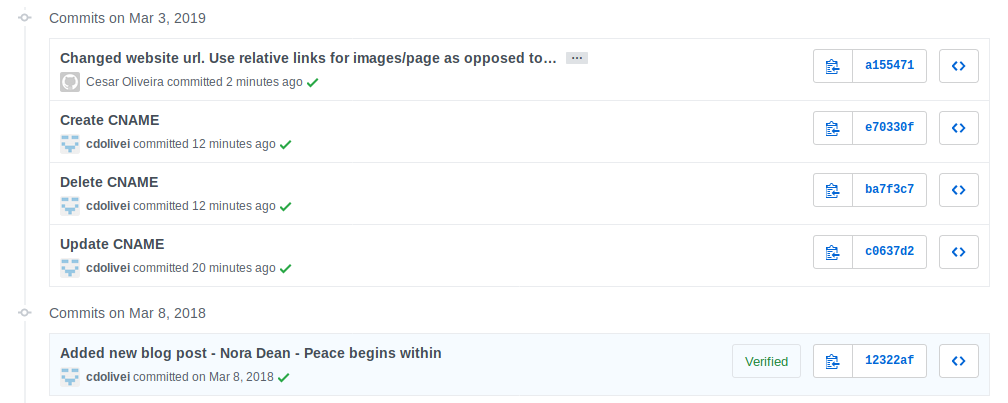 Commits on Mar 3, 2019
Changed website url. Use relative links for images/page as opposed to… …
Cesar Oliveira committed 2 minutes ago
a155471
Create CNAME
cdolivei committed 12 minutes ago
e70330f
Delete CNAME
cdolivei committed 12 minutes ago
ba7f3c7
Update CNAME
cdolivei committed 20 minutes ago
c0637d2
Commits on Mar 8, 2018
Added new blog post - Nora Dean - Peace begins within
cdolivei committed on Mar 8, 2018
Verified
12322af